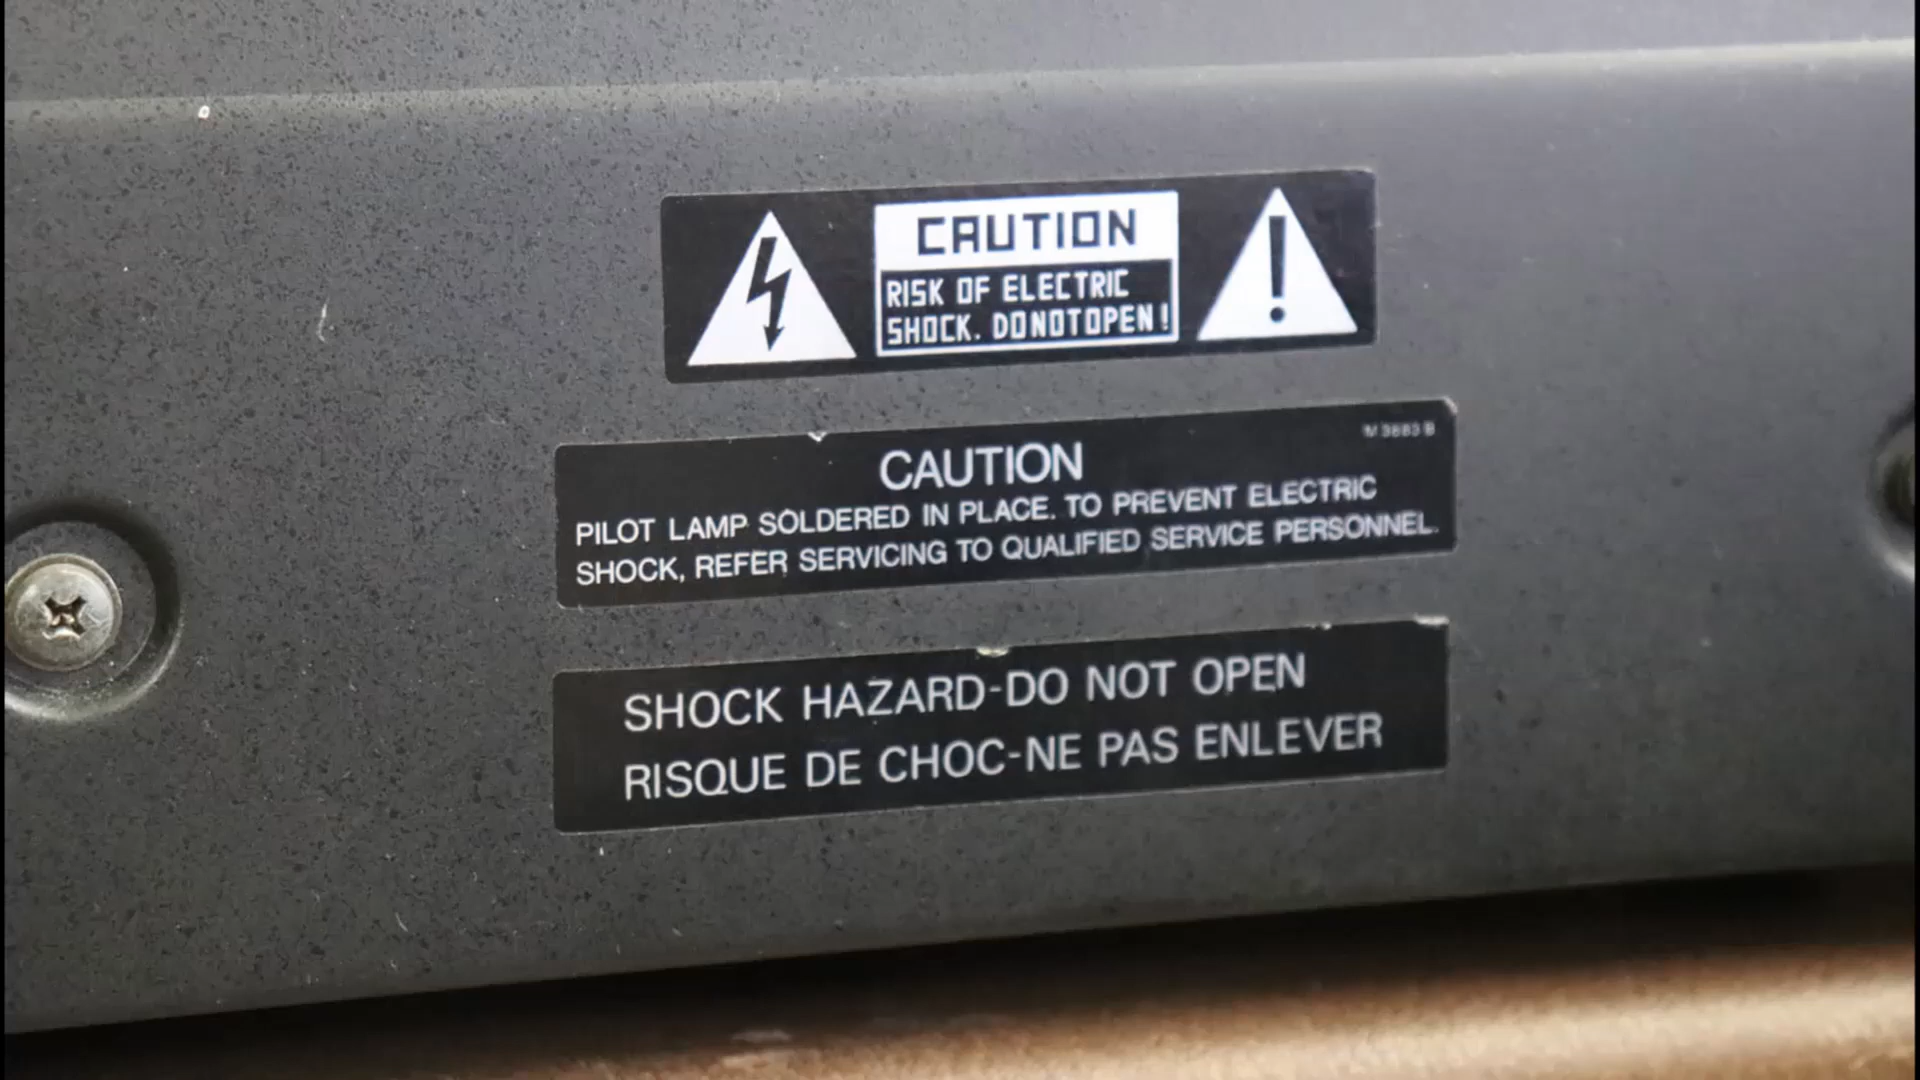 CAUTION
RISK OF ELECTRIC
SHOCK. DO NOT OPEN!
M 3883 B
CAUTION
PILOT LAMP SOLDERED IN PLACE. TO PREVENT ELECTRIC
SHOCK, REFER SERVICING TO QUALIFIED SERVICE PERSONNEL.
SHOCK HAZARD-DO NOT OPEN
RISQUE DE CHOC-NE PAS ENLEVER